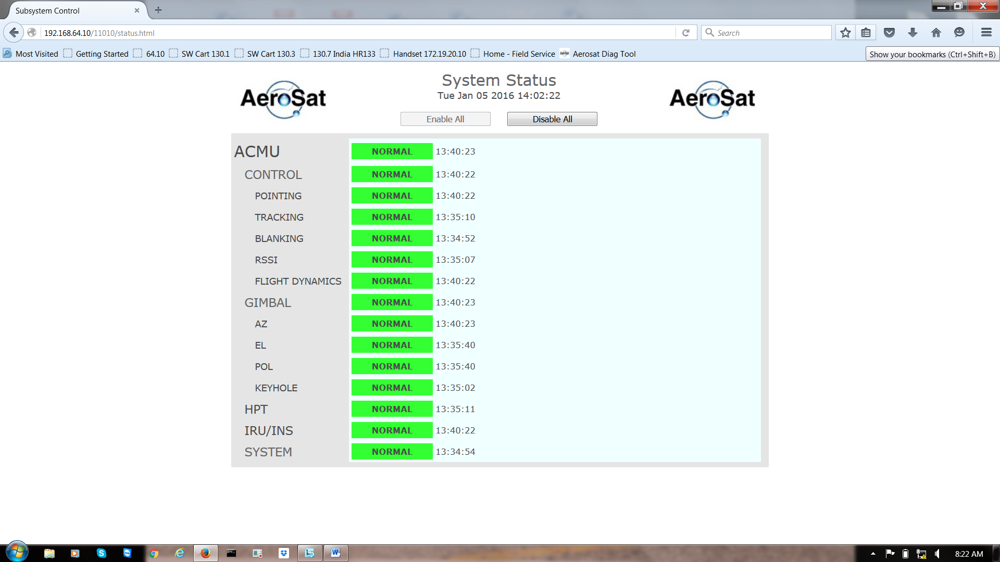 Subsystem Control
192.168.64.10/11010/status.html
Search
Most Visited Getting Started 64.10 SW Cart 130.1 SW Cart 130.3 130.7 India HR133 Handset 172.19.20.10 Home - Field Service Aerosat Diag Tool
Show your bookmarks (Ctrl+Shift+B)
AeroSat
System Status
Tue Jan 05 2016 14:02:22
AeroSat
Enable All Disable All
ACMU NORMAL 13:40:23
CONTROL NORMAL 13:40:22
POINTING NORMAL 13:40:22
TRACKING NORMAL 13:35:10
BLANKING NORMAL 13:34:52
RSSI NORMAL 13:35:07
FLIGHT DYNAMICS NORMAL 13:40:22
GIMBAL NORMAL 13:40:23
AZ NORMAL 13:40:23
EL NORMAL 13:35:40
POL NORMAL 13:35:40
KEYHOLE NORMAL 13:35:02
HPT NORMAL 13:35:11
IRU/INS NORMAL 13:40:22
SYSTEM NORMAL 13:34:54
8:22 AM